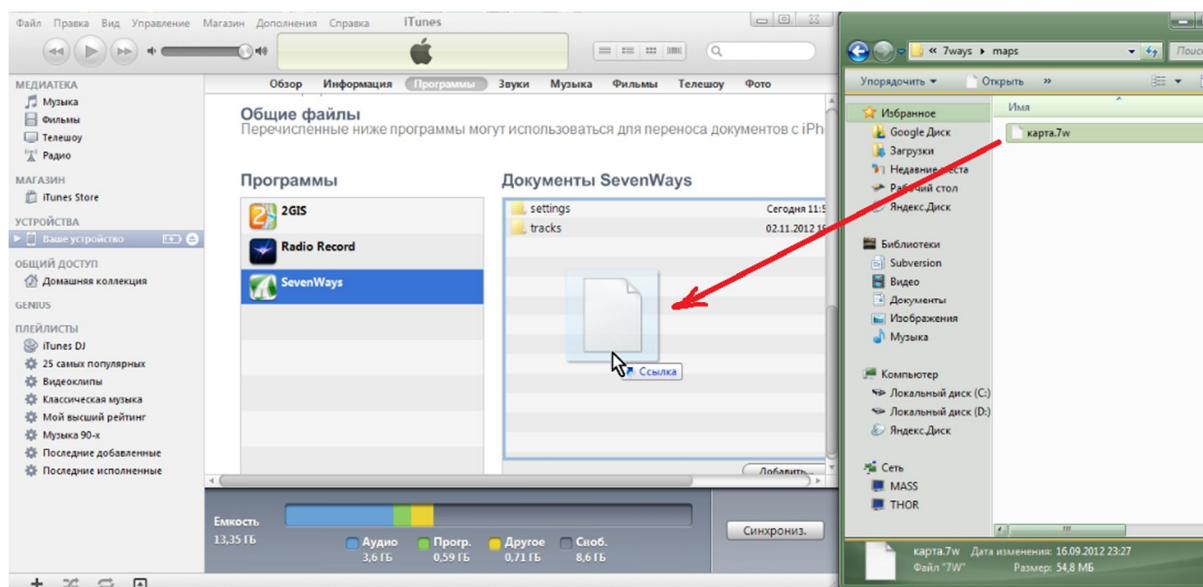 Файл Правка Вид Управление Магазин Дополнения Справка
iTunes
МЕДИАТЕКА
Музыка
Фильмы
Телешоу
Радио
МАГАЗИН
iTunes Store
УСТРОЙСТВА
Ваше устройство
ОБЩИЙ ДОСТУП
Домашняя коллекция
GENIUS
ПЛЕЙЛИСТЫ
iTunes DJ
25 самых популярных
Видеоклипы
Классическая музыка
Мой высший рейтинг
Музыка 90-х
Последние добавленные
Последние исполненные
Обзор Информация Программы Звуки Музыка Фильмы Телешоу Фото
Общие файлы
Перечисленные ниже программы могут использоваться для переноса документов с iPh
Программы
2GIS
Radio Record
SevenWays
Документы SevenWays
settings Сегодня 11:5
tracks 02.11.2012
Ссылка
Добавить...
Емкость
13,35 ГБ
Аудио
3,6 ГБ
Прогр.
0,59 ГБ
Другое
0,71 ГБ
Своб.
8,6 ГБ
Синхрониз.
« 7ways maps
Поиск
Упорядочить Открыть »
Имя
карта.7w
Избранное
Google Диск
Загрузки
Недавние места
Рабочий стол
Яндекс.Диск
Библиотеки
Subversion
Видео
Документы
Изображения
Музыка
Компьютер
Локальный диск (C:)
Локальный диск (D:)
Яндекс.Диск
Сеть
MASS
THOR
карта.7w Дата изменения: 16.09.2012 23:27
Файл "7W" Размер: 54,8 МБ